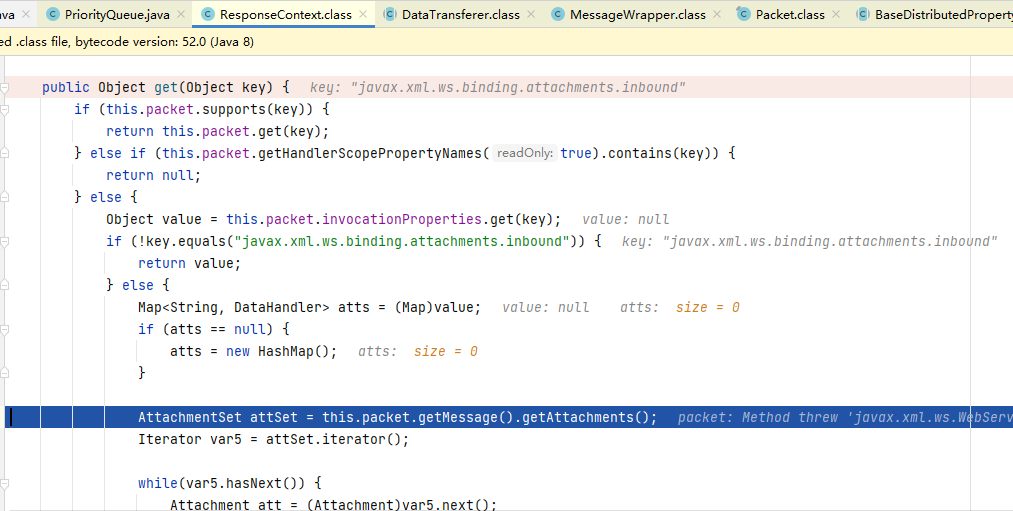 ava PriorityQueue.java ResponseContext.class DataTransferer.class MessageWrapper.class Packet.class BaseDistributedProperty
ed .class file, bytecode version: 52.0 (Java 8)
public Object get(Object key) { key: "javax.xml.ws.binding.attachments.inbound"
if (this.packet.supports(key)) {
return this.packet.get(key);
} else if (this.packet.getHandlerScopePropertyNames( readOnly: true).contains(key)) {
return null;
} else {
Object value = this.packet.invocationProperties.get(key); value: null
if (!key.equals("javax.xml.ws.binding.attachments.inbound")) { key: "javax.xml.ws.binding.attachments.inbound"
return value;
} else {
Map<String, DataHandler> atts = (Map)value; value: null atts: size = 0
if (atts == null) {
atts = new HashMap(); atts: size = 0
}
AttachmentSet attSet = this.packet.getMessage().getAttachments(); packet: Method threw 'javax.xml.ws.WebServ
Iterator var5 = attSet.iterator();
while(var5.hasNext()) {
Attachment att = (Attachment)var5.next();